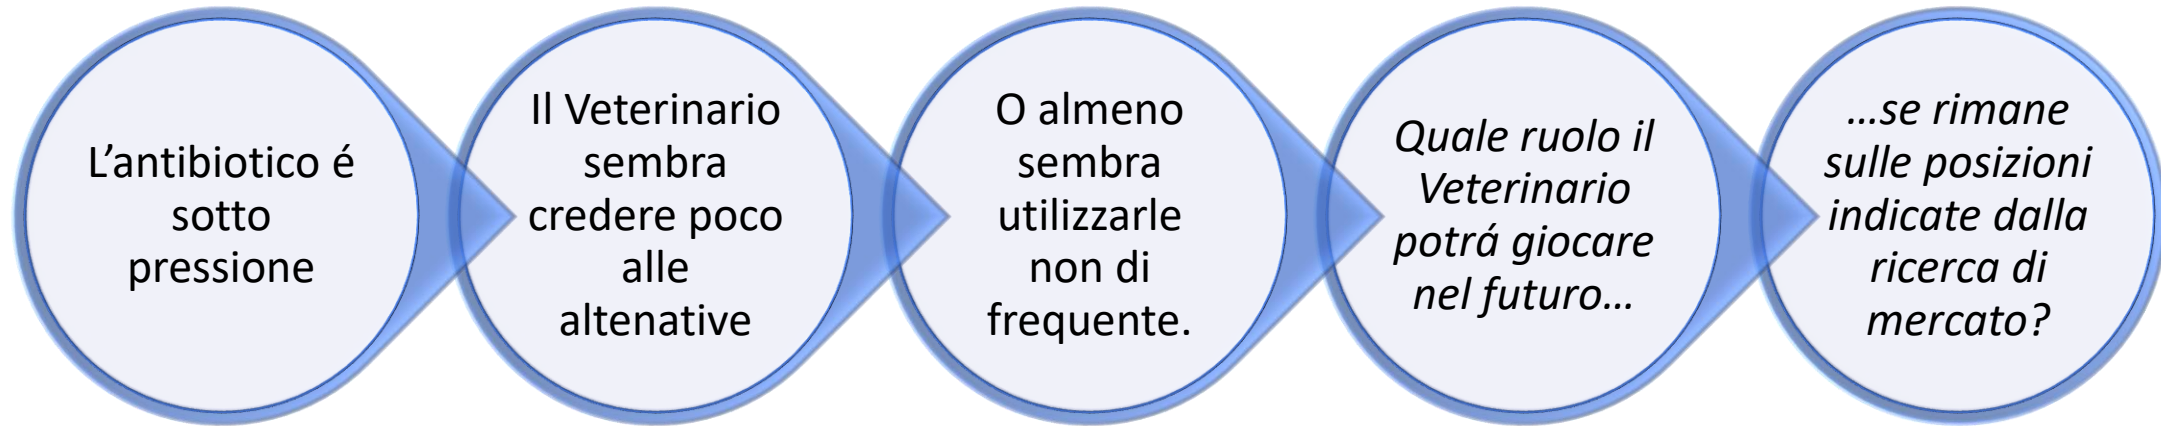 L'antibiotico é
sotto
pressione
Il Veterinario
sembra
credere poco
alle
altenative
O almeno
sembra
utilizzarle
non di
frequente.
Quale ruolo il
Veterinario
potrá giocare
nel futuro…
…se rimane
sulle posizioni
indicate dalla
ricerca di
mercato?